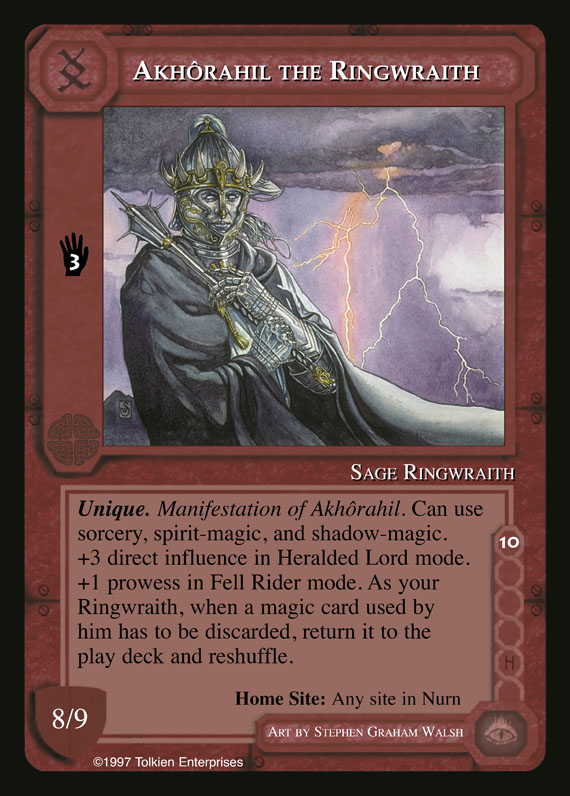 Akhôrahil the Ringwraith
3
Sage Ringwraith
Unique. Manifestation of Akhôrahil. Can use
sorcery, spirit-magic, and shadow-magic.
+3 direct influence in Heralded Lord mode.
+1 prowess in Fell Rider mode. As your
Ringwraith, when a magic card used by
him has to be discarded, return it to the
play deck and reshuffle.
10
Home Site: Any site in Nurn
8/9
Art by Stephen Graham Walsh
©1997 Tolkien Enterprises